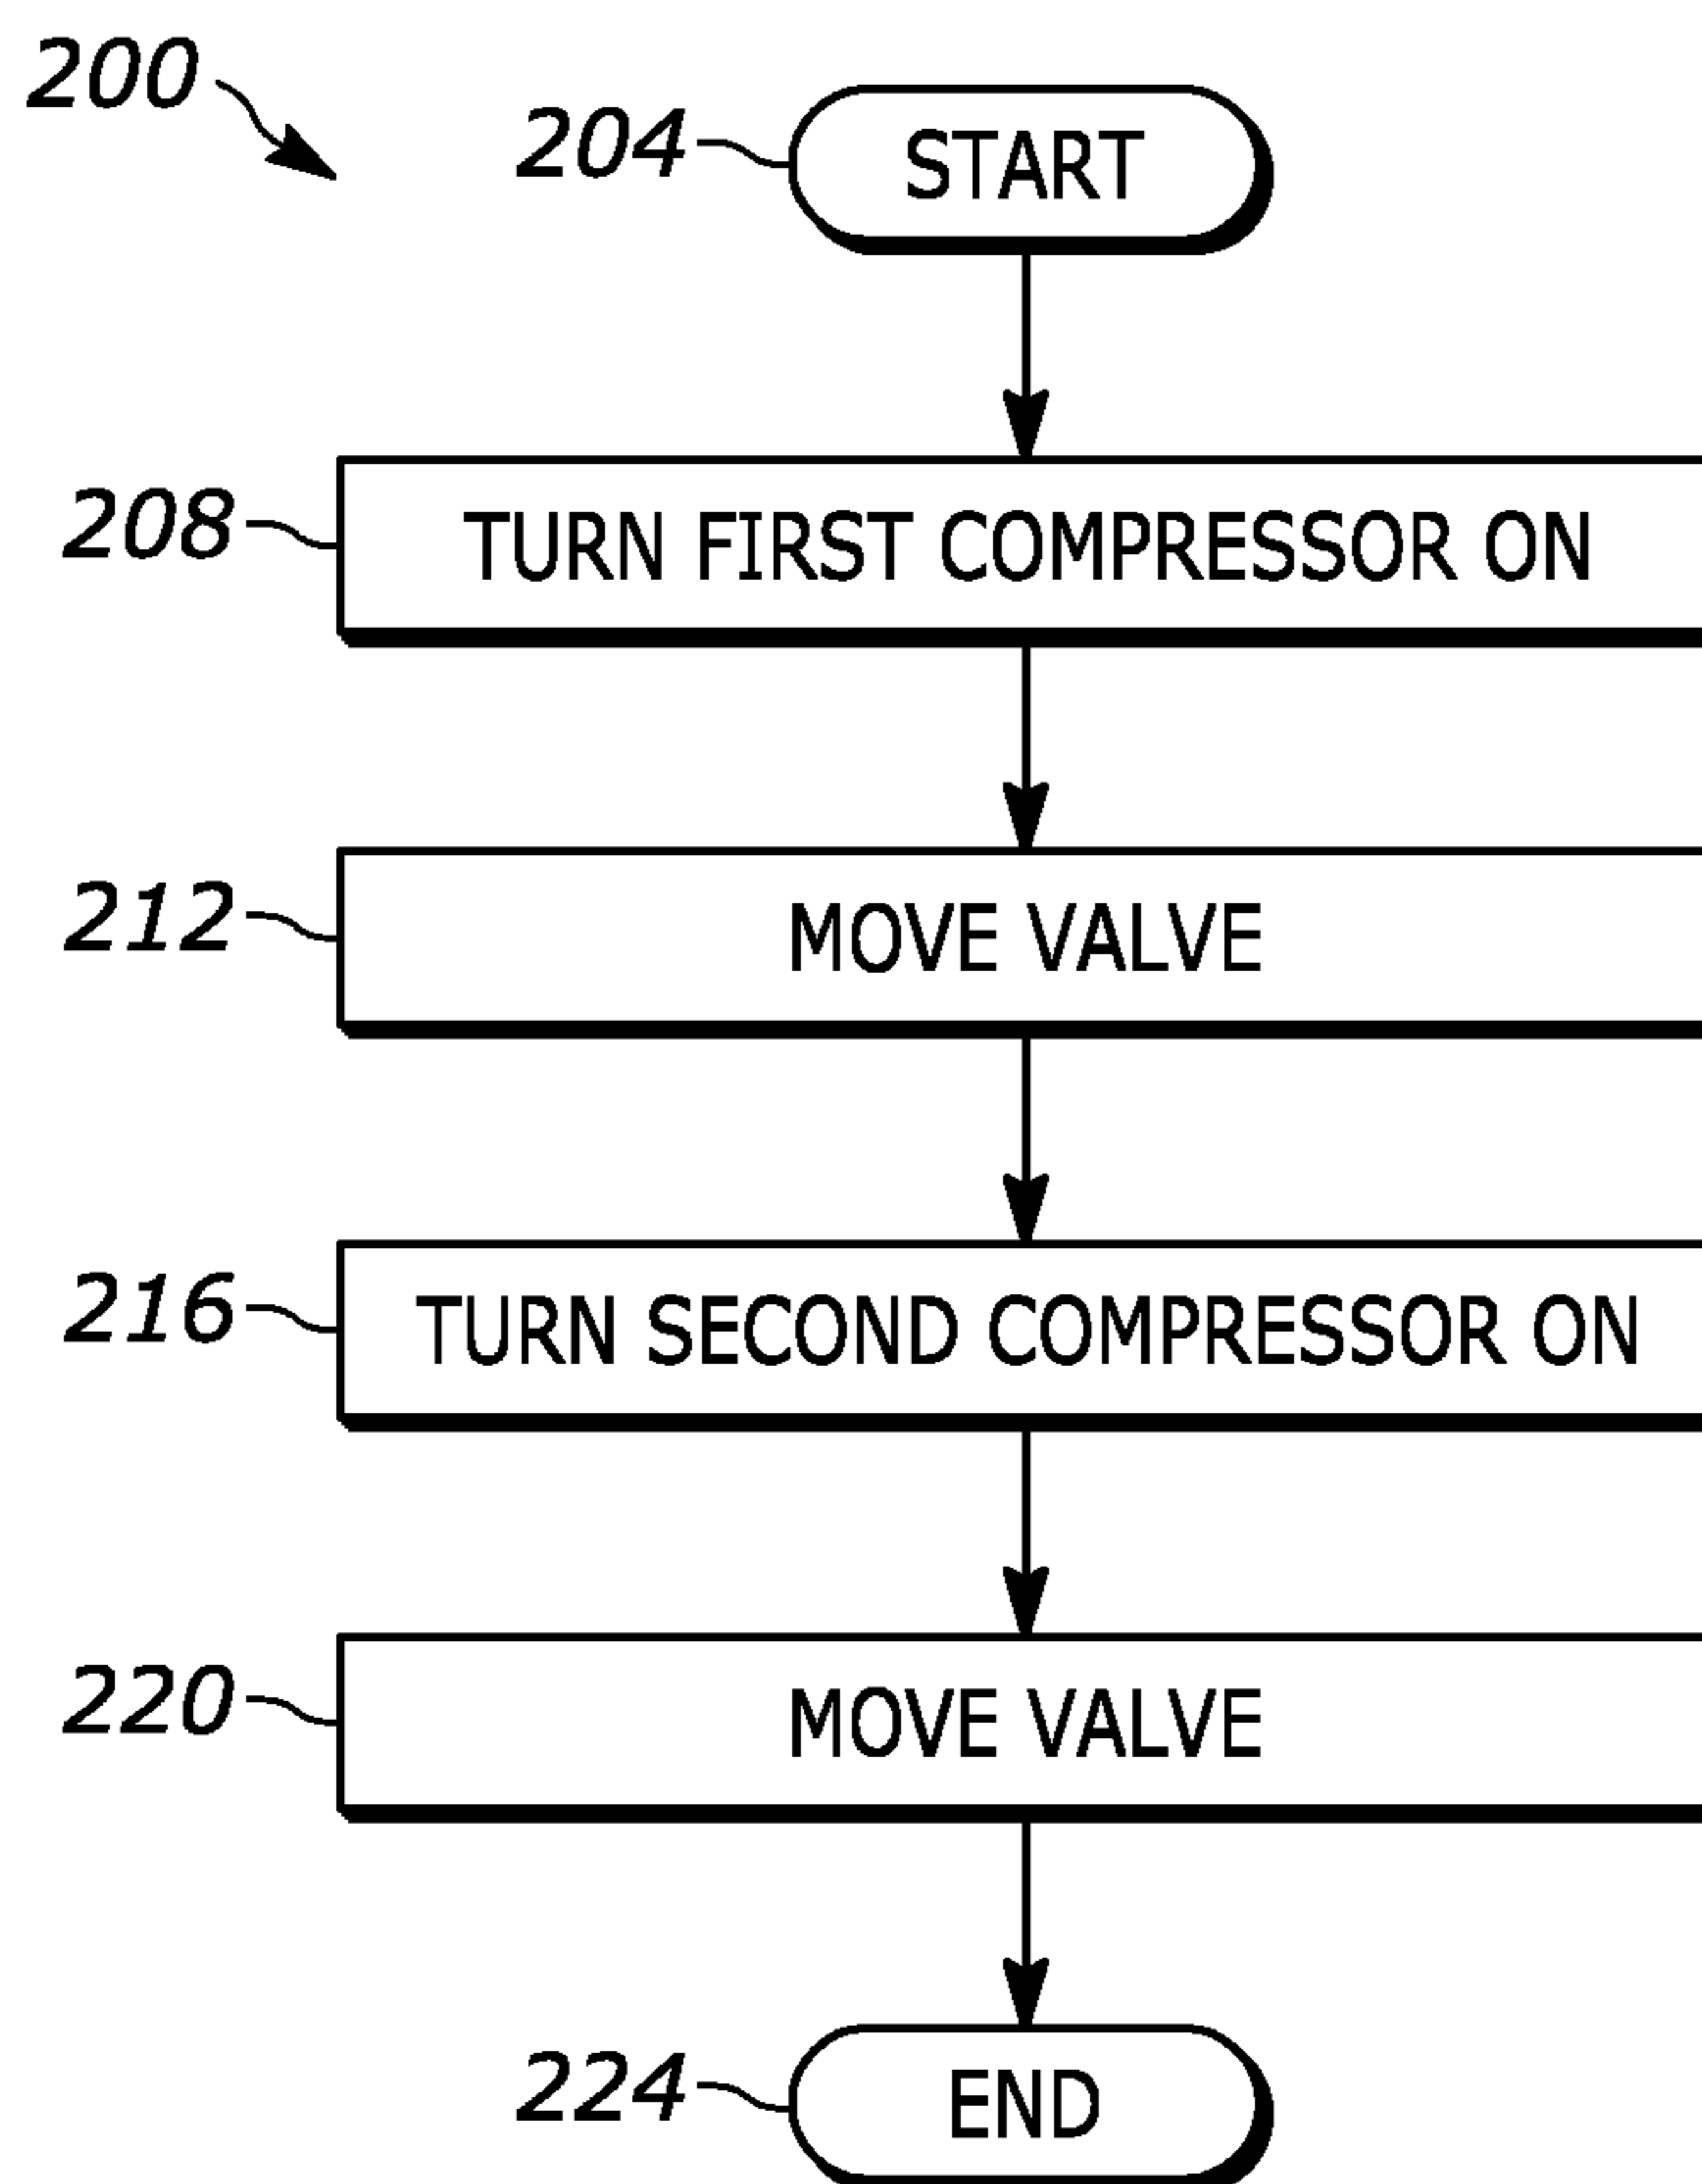 200
204 START
208 TURN FIRST COMPRESSOR ON
212 MOVE VALVE
216 TURN SECOND COMPRESSOR ON
220 MOVE VALVE
224 END